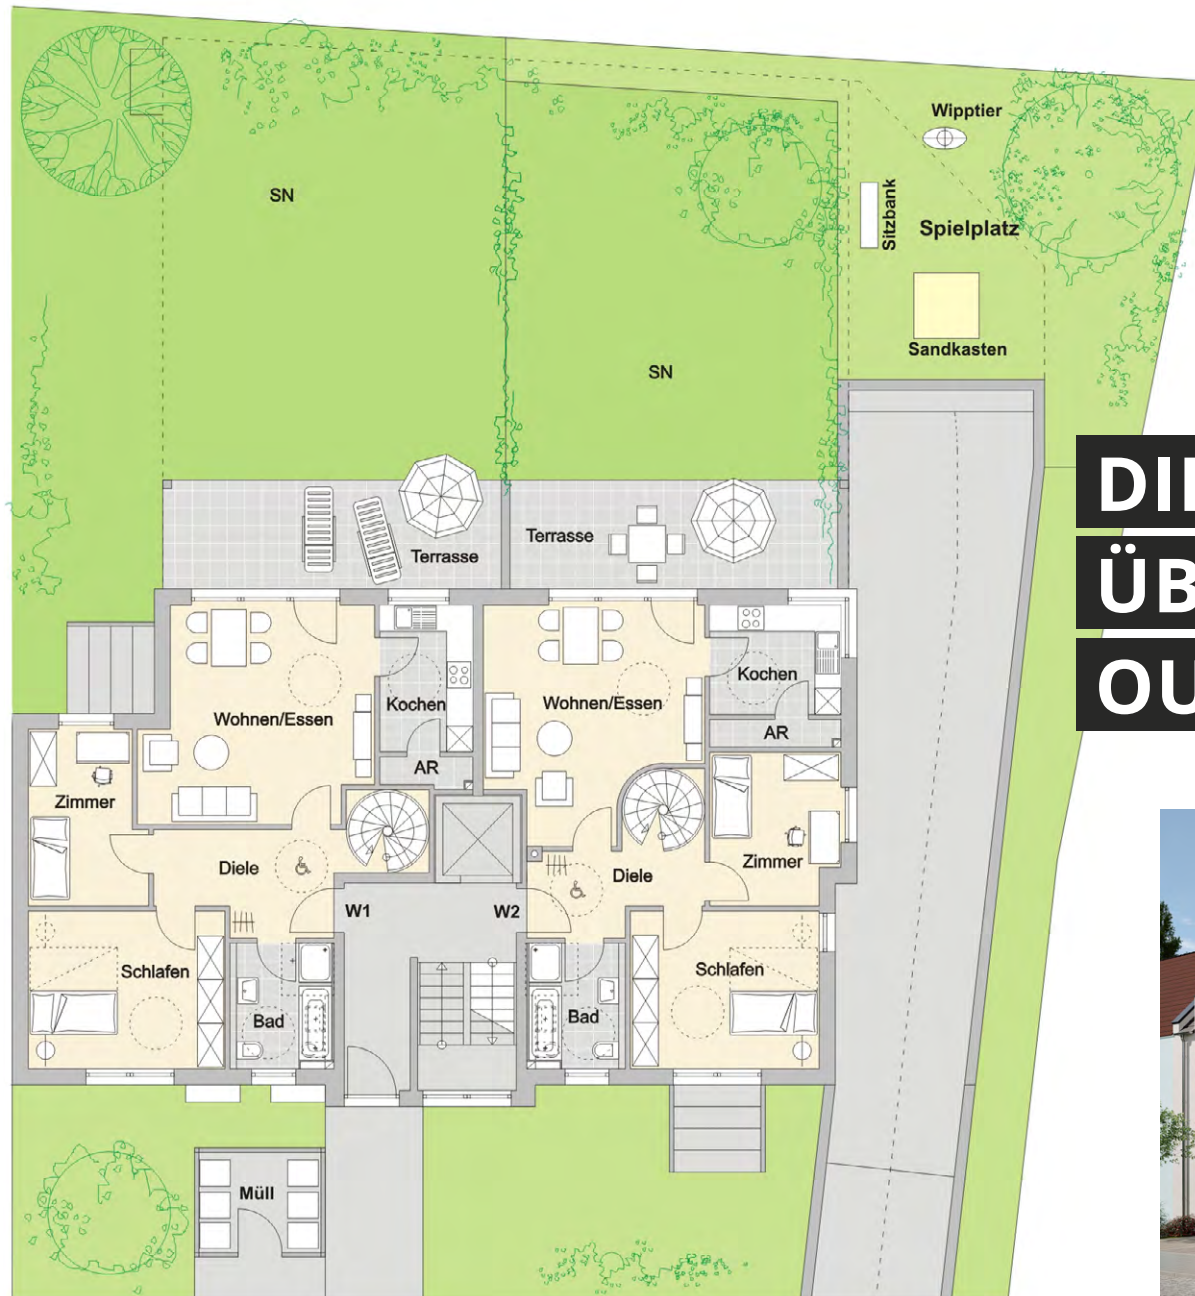 Wipptier
SN
Sitzbank
Spielplatz
Sandkasten
SN
DI
ÜB
OU
Terrasse
Terrasse
Kochen
Kochen
Wohnen/Essen
Wohnen/Essen
AR
AR
Zimmer
Zimmer
Diele
Diele
W1
W2
Schlafen
Schlafen
Bad
Bad
Müll